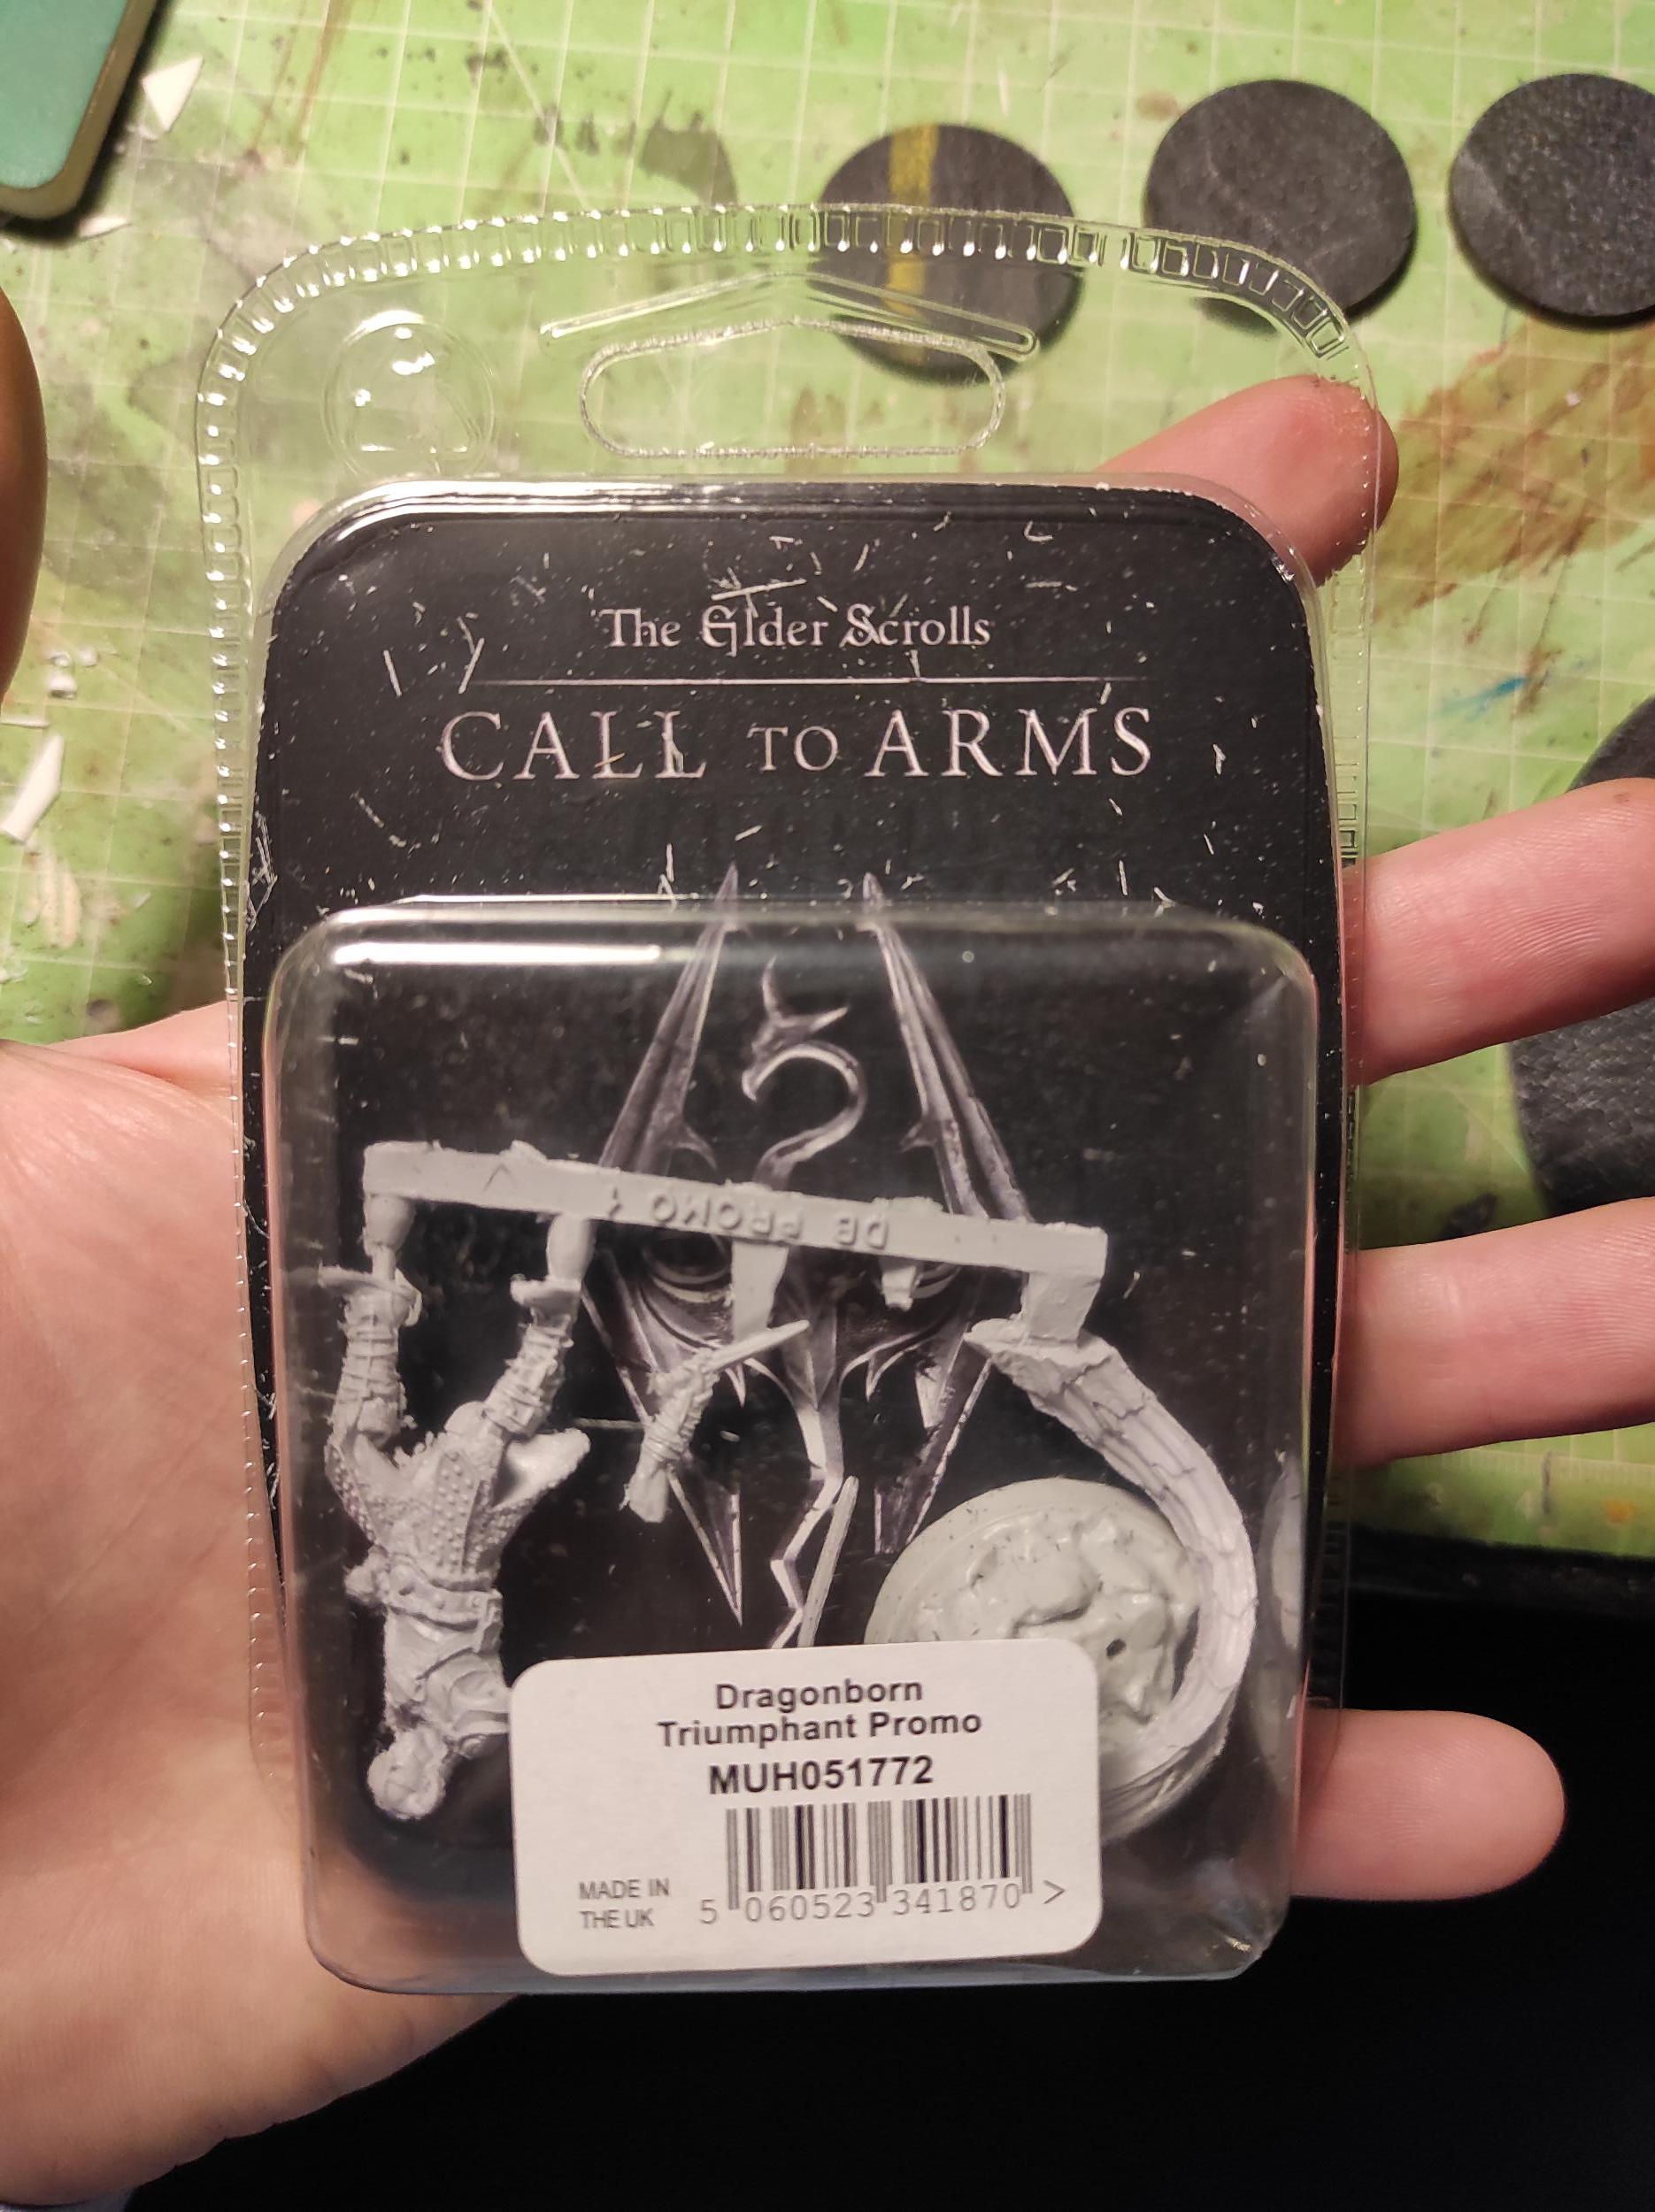 The Elder Scrolls
CALL TO ARMS
DB PROMO 1
Dragonborn
Triumphant Promo
MUH051772
MADE IN
THE UK
5 060523 341870 >